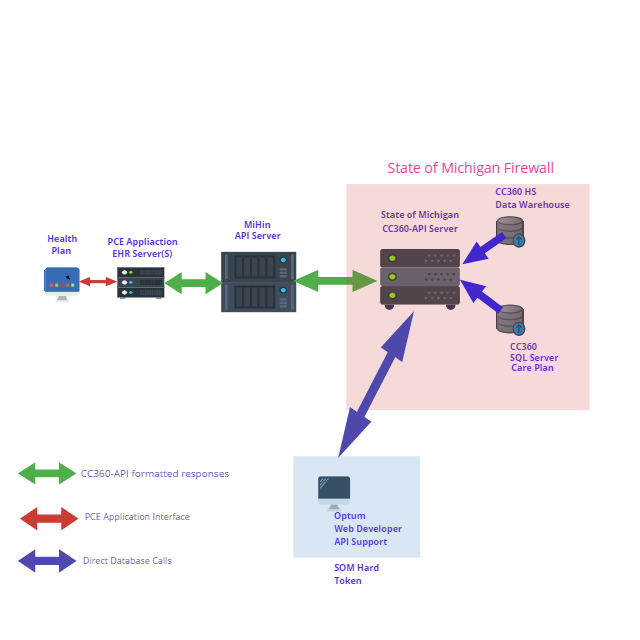 State of Michigan Firewall
CC360 HS
Data Warehouse
State of Michigan
CC360-API Server
MiHin
API Server
Health
Plan
PCE Appliaction
EHR Server(S)
CC360
SQL Server
Care Plan
CC360-API formatted responses
PCE Application Interface
Direct Database Calls
Optum
Web Developer
API Support
SOM Hard
Token